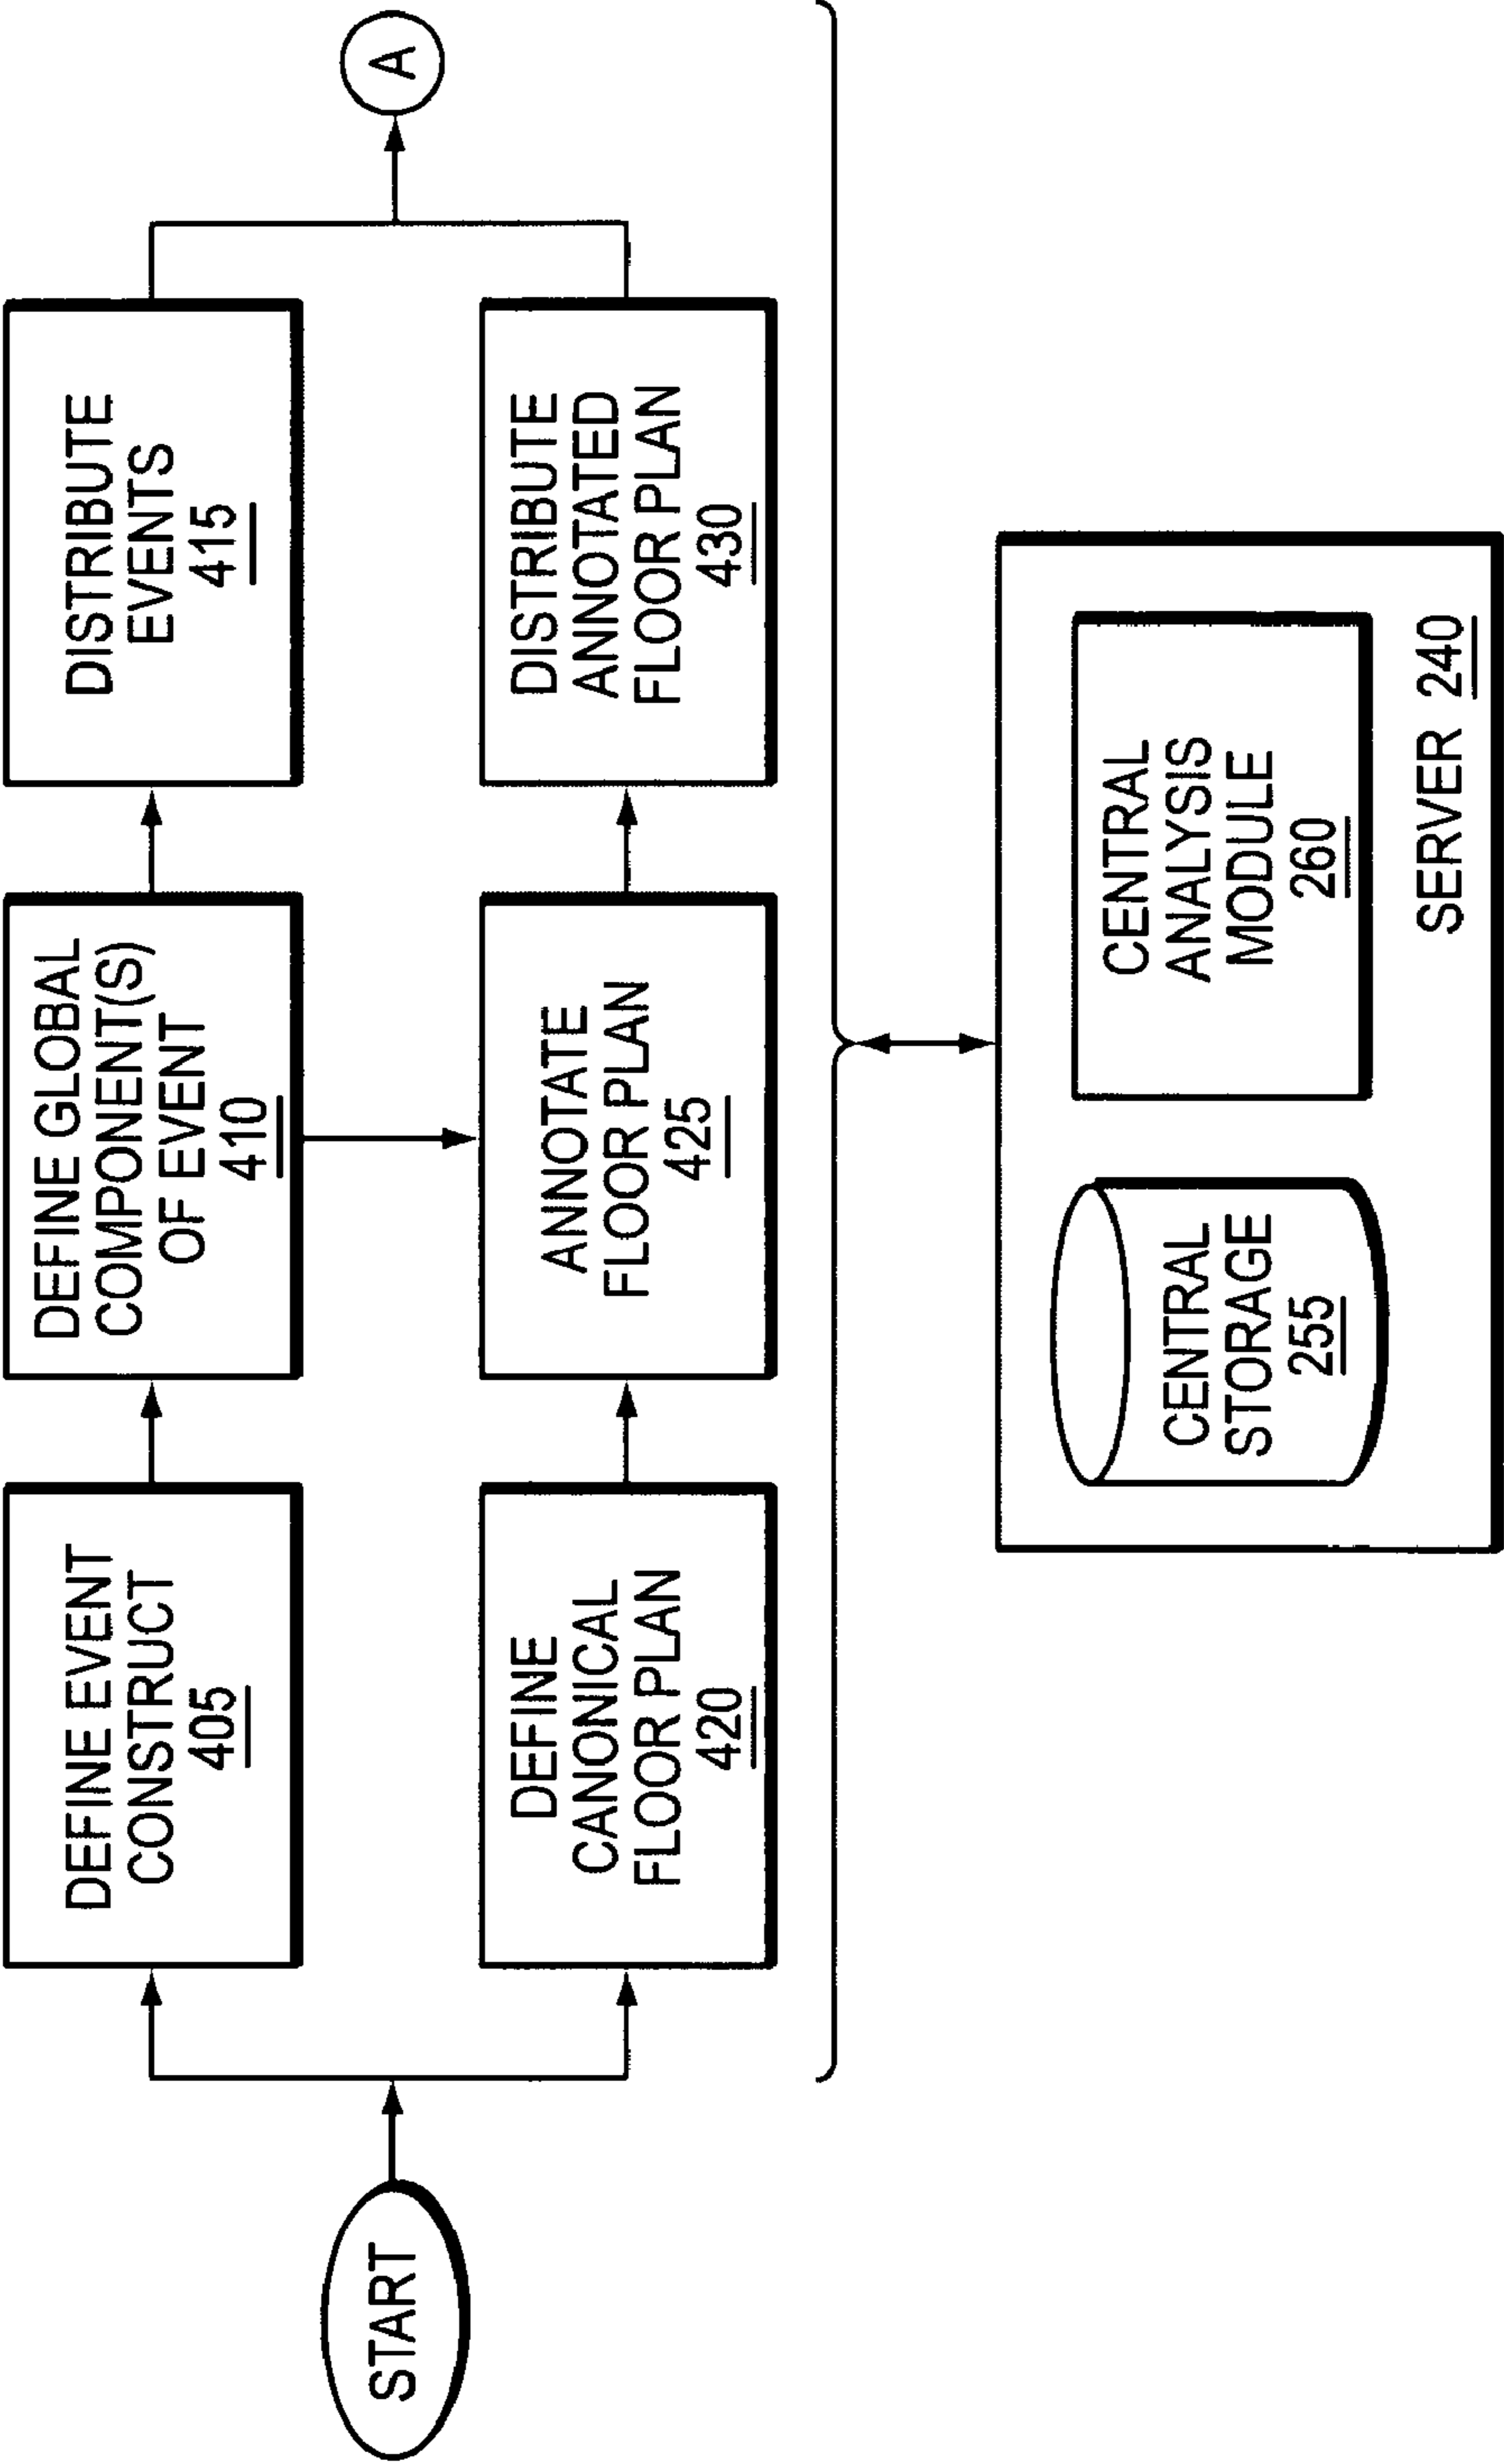 START
DEFINE EVENT
CONSTRUCT
405
DEFINE GLOBAL
COMPONENT(S)
OF EVENT
410
DISTRIBUTE
EVENTS
415
DEFINE
CANONICAL
FLOOR PLAN
420
ANNOTATE
FLOOR PLAN
425
DISTRIBUTE
ANNOTATED
FLOOR PLAN
430
A
CENTRAL
STORAGE
255
CENTRAL
ANALYSIS
MODULE
260
SERVER 240